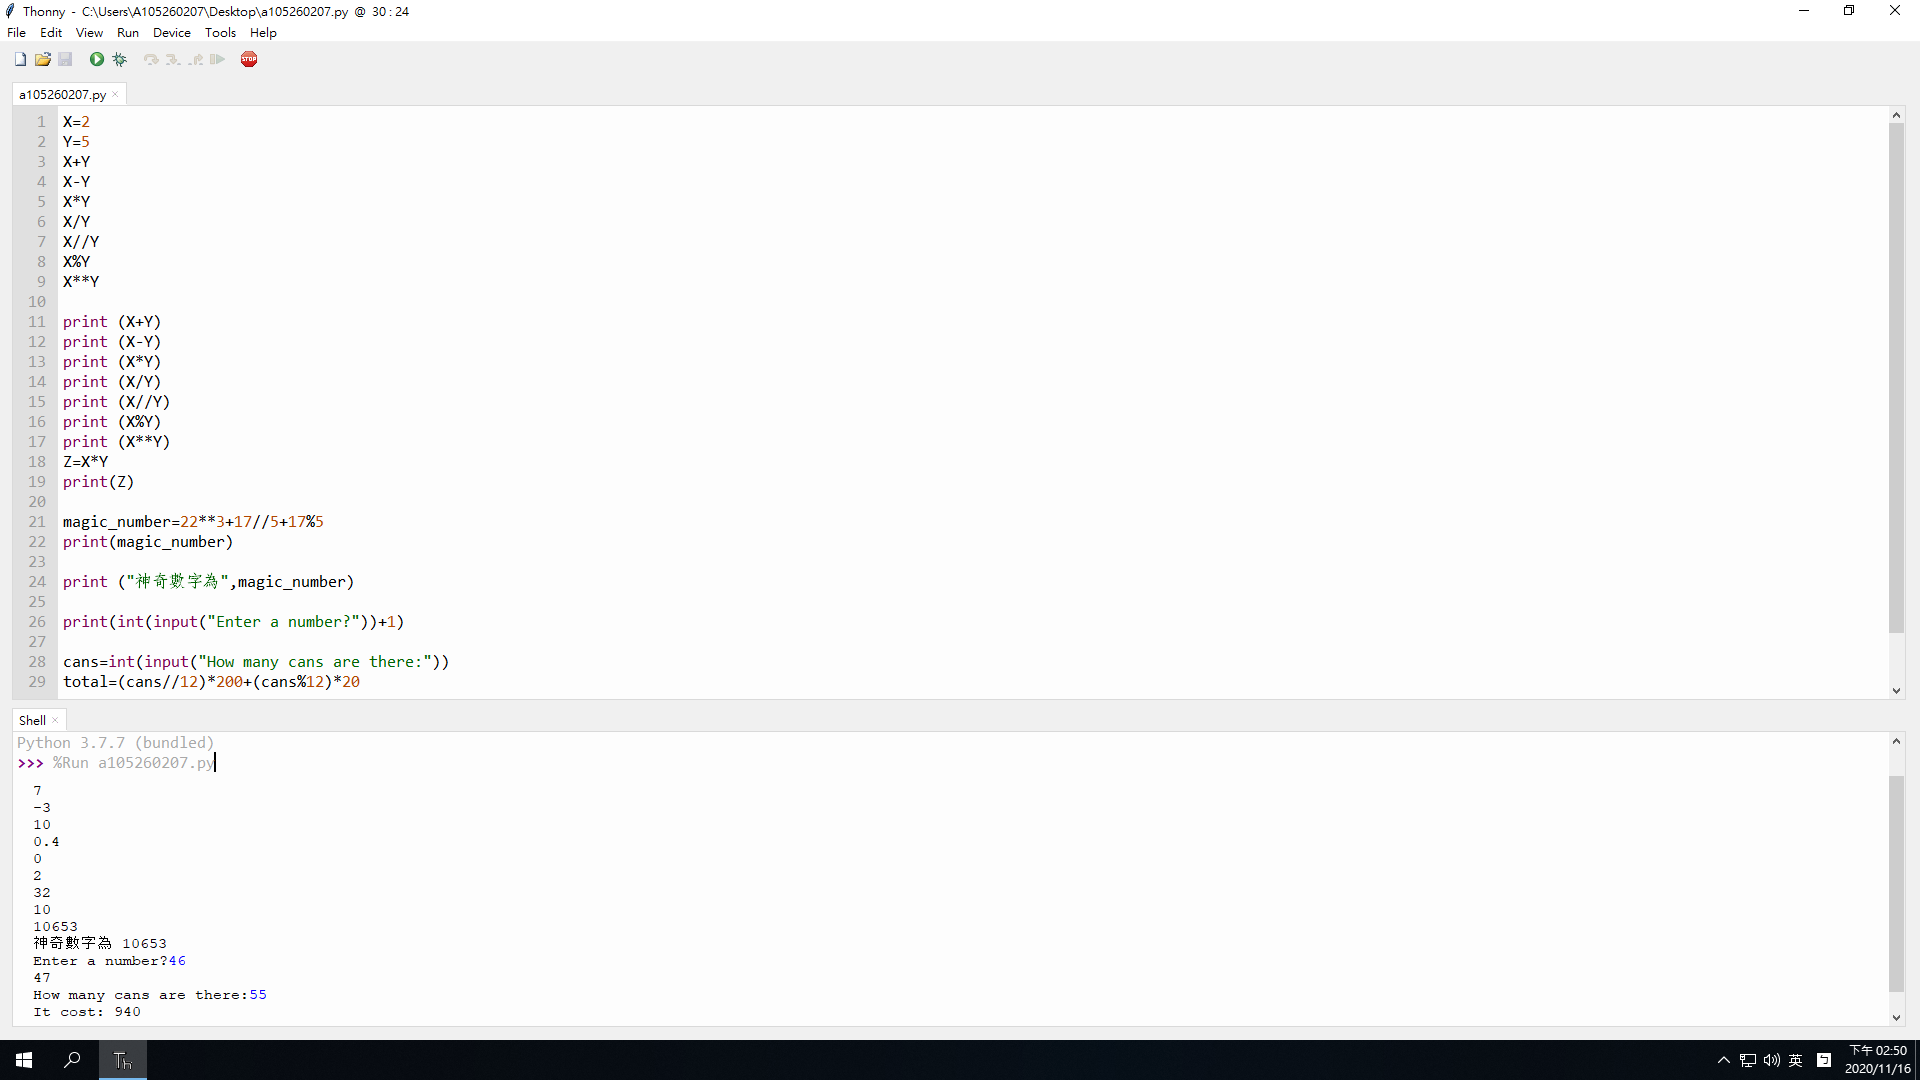 Thonny - C:\Users\A105260207\Desktop\a105260207.py @ 30 : 24
File Edit View Run Device Tools Help
STOP
a105260207.py ×
1 X=2
2 Y=5
3 X+Y
4 X-Y
5 X*Y
6 X/Y
7 X//Y
8 X%Y
9 X**Y
10
11 print (X+Y)
12 print (X-Y)
13 print (X*Y)
14 print (X/Y)
15 print (X//Y)
16 print (X%Y)
17 print (X**Y)
18 Z=X*Y
19 print(Z)
20
21 magic_number=22**3+17//5+17%5
22 print(magic_number)
23
24 print ("神奇數字為",magic_number)
25
26 print(int(input("Enter a number?"))+1)
27
28 cans=int(input("How many cans are there:"))
29 total=(cans//12)*200+(cans%12)*20
Shell ×
Python 3.7.7 (bundled)
>>> %Run a105260207.py
7
-3
10
0.4
0
2
32
10
10653
神奇數字為 10653
Enter a number?46
47
How many cans are there:55
It cost: 940
Th
英
ㄅ
下午 02:50
2020/11/16